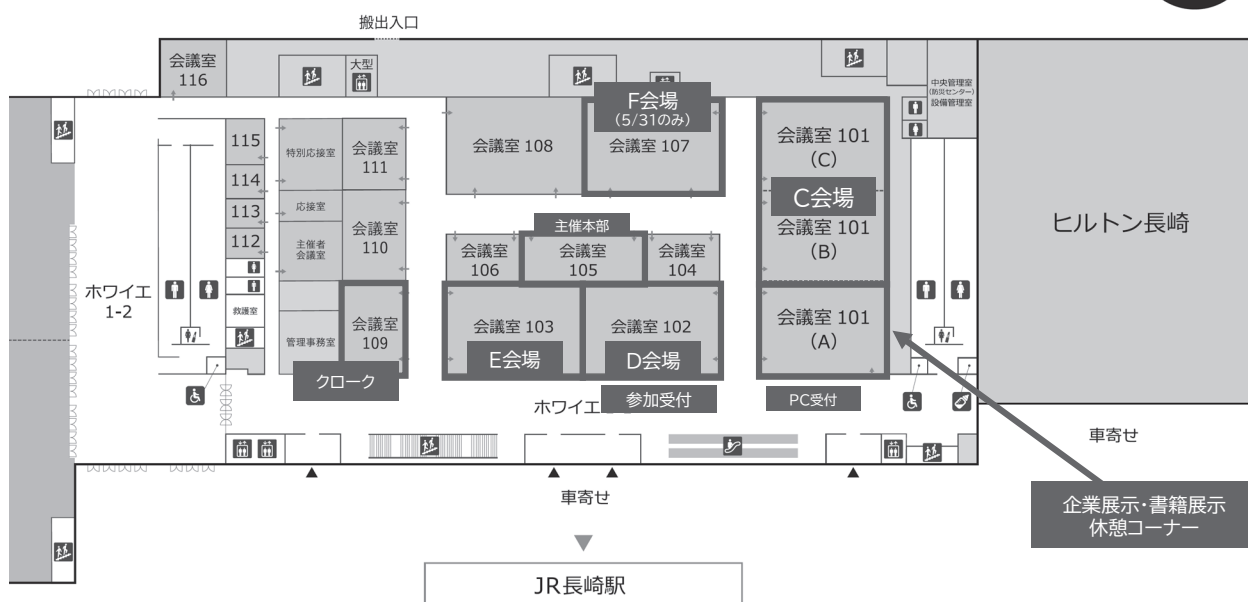 搬出入口
会議室
116
大型
中央管理室
(防災センター)
設備管理室
F会場
(5/31のみ)
会議室 107
会議室 108
会議室 101
(C)
C会場
会議室 101
(B)
会議室 101
(A)
115
114
113
112
特別応接室
会議室
111
応接室
主催者
会議室
会議室
110
救護室
管理事務室
会議室
109
クローク
主催本部
会議室
106
会議室
105
会議室
104
会議室 103
E会場
会議室 102
D会場
参加受付
PC受付
ホワイエ
1-2
ホワイエ
ヒルトン長崎
車寄せ
車寄せ
企業展示・書籍展示
休憩コーナー
JR長崎駅